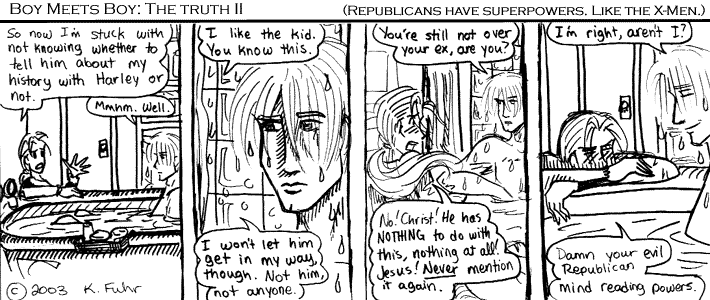 BOY MEETS BOY: THE TRUTH II
(REPUBLICANS HAVE SUPERPOWERS. LIKE THE X-MEN.)
So now I'm stuck with
not knowing whether to
tell him about my
history with Harley or
not.
Mmhm. Well.
© 2003 K. Fuhr
I like the kid.
You know this.
I won't let him
get in my way,
though. Not him,
not anyone.
You're still not over
your ex, are you?
No! Christ! He has
NOTHING to do with
this, nothing at all!
Jesus! Never mention
it again.
I'm right, aren't I?
Damn your evil
Republican
mind reading powers.